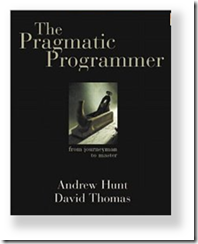 The
Pragmatic
Programmer
from journeyman
to master
Andrew Hunt
David Thomas